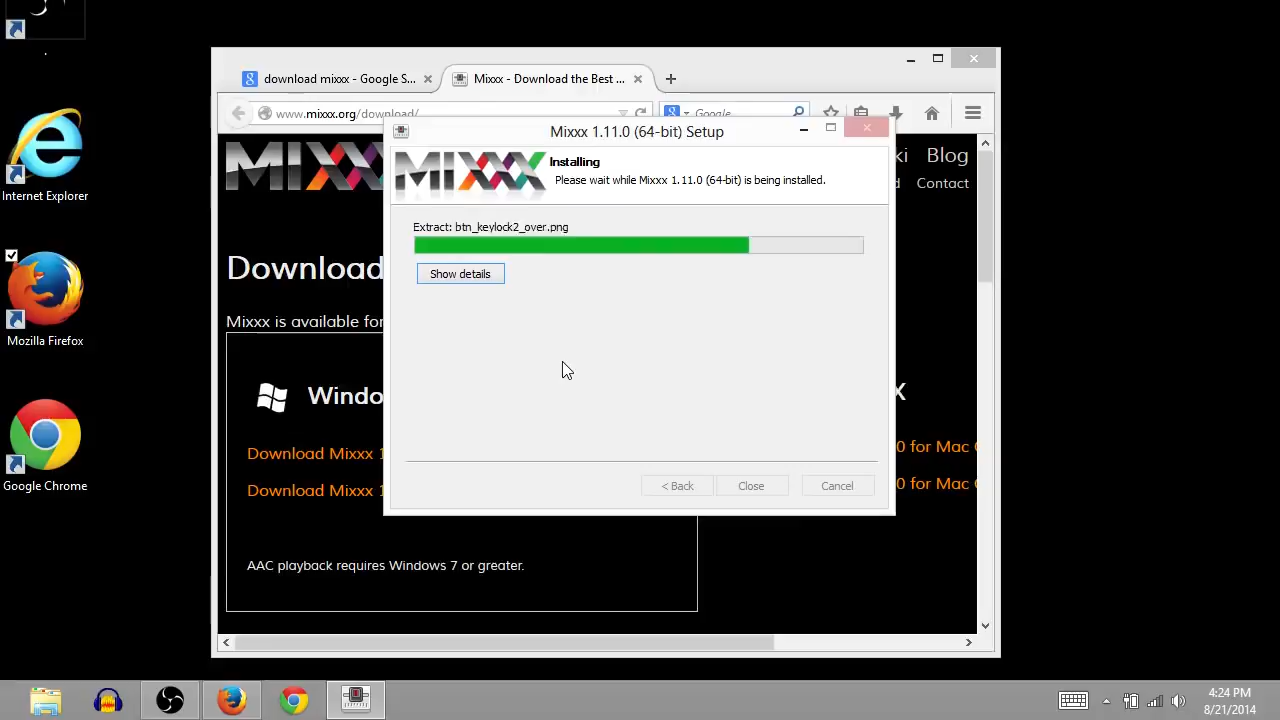 download mixxx - Google S...
Mixxx - Download the Best ...
www.mixxx.org/download/
Google
Mixxx 1.11.0 (64-bit) Setup
MIXXX
Installing
Please wait while Mixxx 1.11.0 (64-bit) is being installed.
Extract: btn_keylock2_over.png
Show details
< Back
Close
Cancel
MIXX
ki
Blog
d
Contact
Download
Mixxx is available for
Windo
X
Download Mixxx 1
0 for Mac O
Download Mixxx 1
0 for Mac O
AAC playback requires Windows 7 or greater.
Internet Explorer
Mozilla Firefox
Google Chrome
4:24 PM
8/21/2014